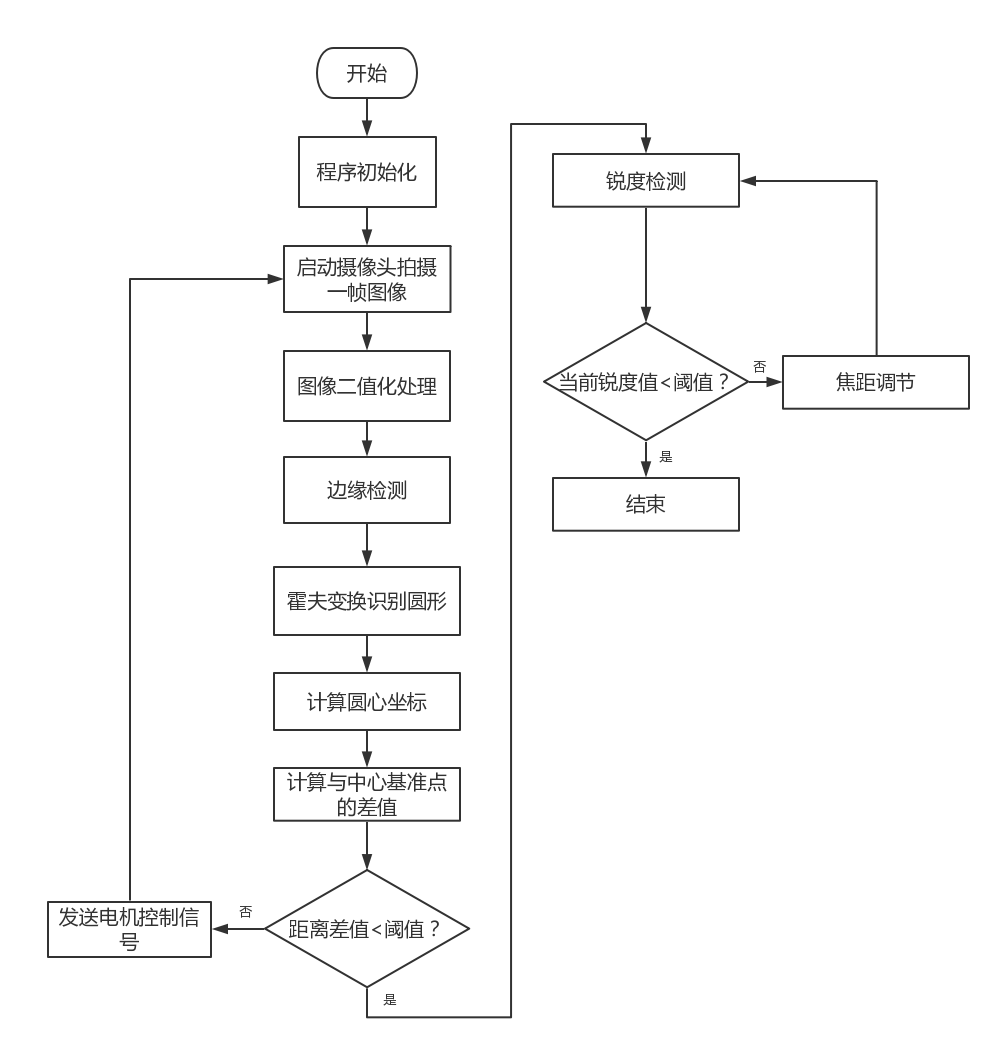 开始
程序初始化
启动摄像头拍摄
一帧图像
图像二值化处理
边缘检测
霍夫变换识别圆形
计算圆心坐标
计算与中心基准点
的差值
距离差值<阈值？
否
发送电机控制信
号
是
锐度检测
当前锐度值<阈值？
否
焦距调节
是
结束